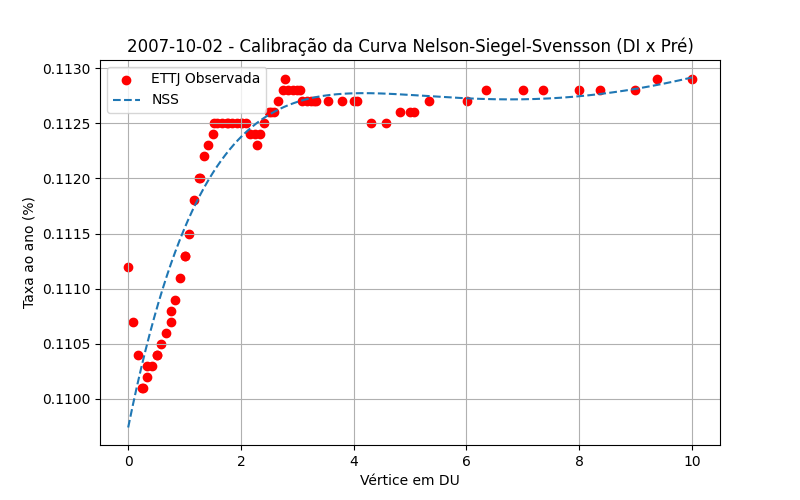 2007-10-02 - Calibração da Curva Nelson-Siegel-Svensson (DI x Pré)
ETTJ Observada
NSS
Taxa ao ano (%)
0.1130
0.1125
0.1120
0.1115
0.1110
0.1105
0.1100
0 2 4 6 8 10
Vértice em DU